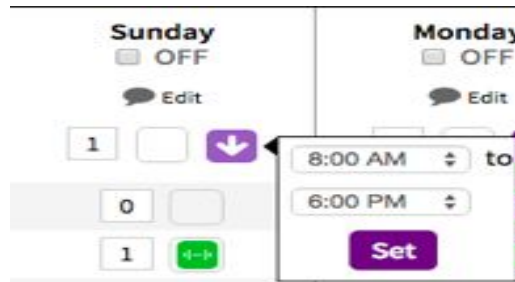 Sunday Monday
OFF OFF
Edit Edit
1
8:00 AM to
0 6:00 PM
1 Set